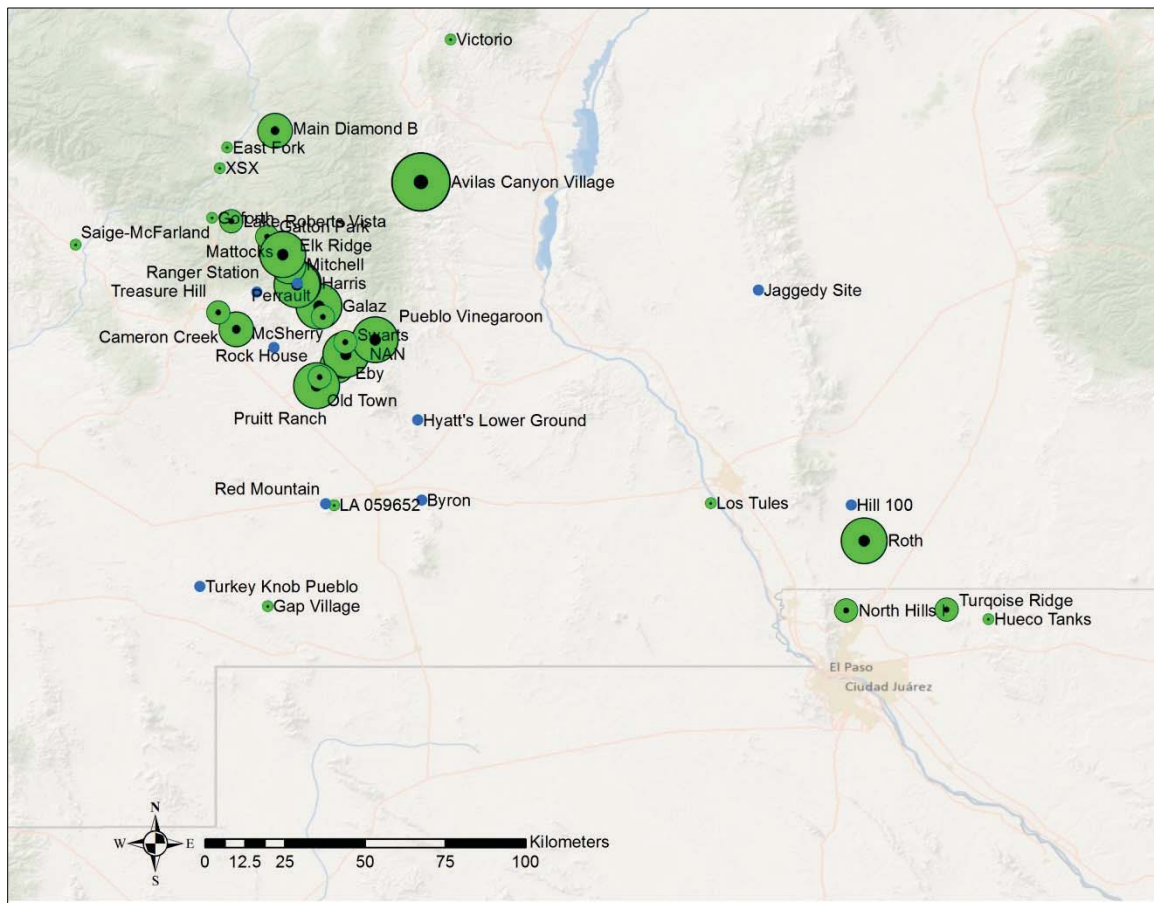 Victorio
Main Diamond B
East Fork
XSX
Avilas Canyon Village
Goforth
Lake Roberts Vista
Saige-McFarland
Gatton Park
Mattocks
Elk Ridge
Ranger Station
Mitchell
Harris
Treasure Hill
Perrault
Jaggedy Site
Galaz
Pueblo Vinegaroon
Cameron Creek
McSherry
Swarts
Rock House
NAN
Eby
Old Town
Pruitt Ranch
Hyatt's Lower Ground
Red Mountain
LA 059652
Byron
Los Tules
Hill 100
Roth
Turkey Knob Pueblo
Gap Village
North Hills I
Turqoise Ridge
Hueco Tanks
El Paso
Ciudad Juárez
N
W
E
S
Kilometers
0 12.5 25 50 75 100